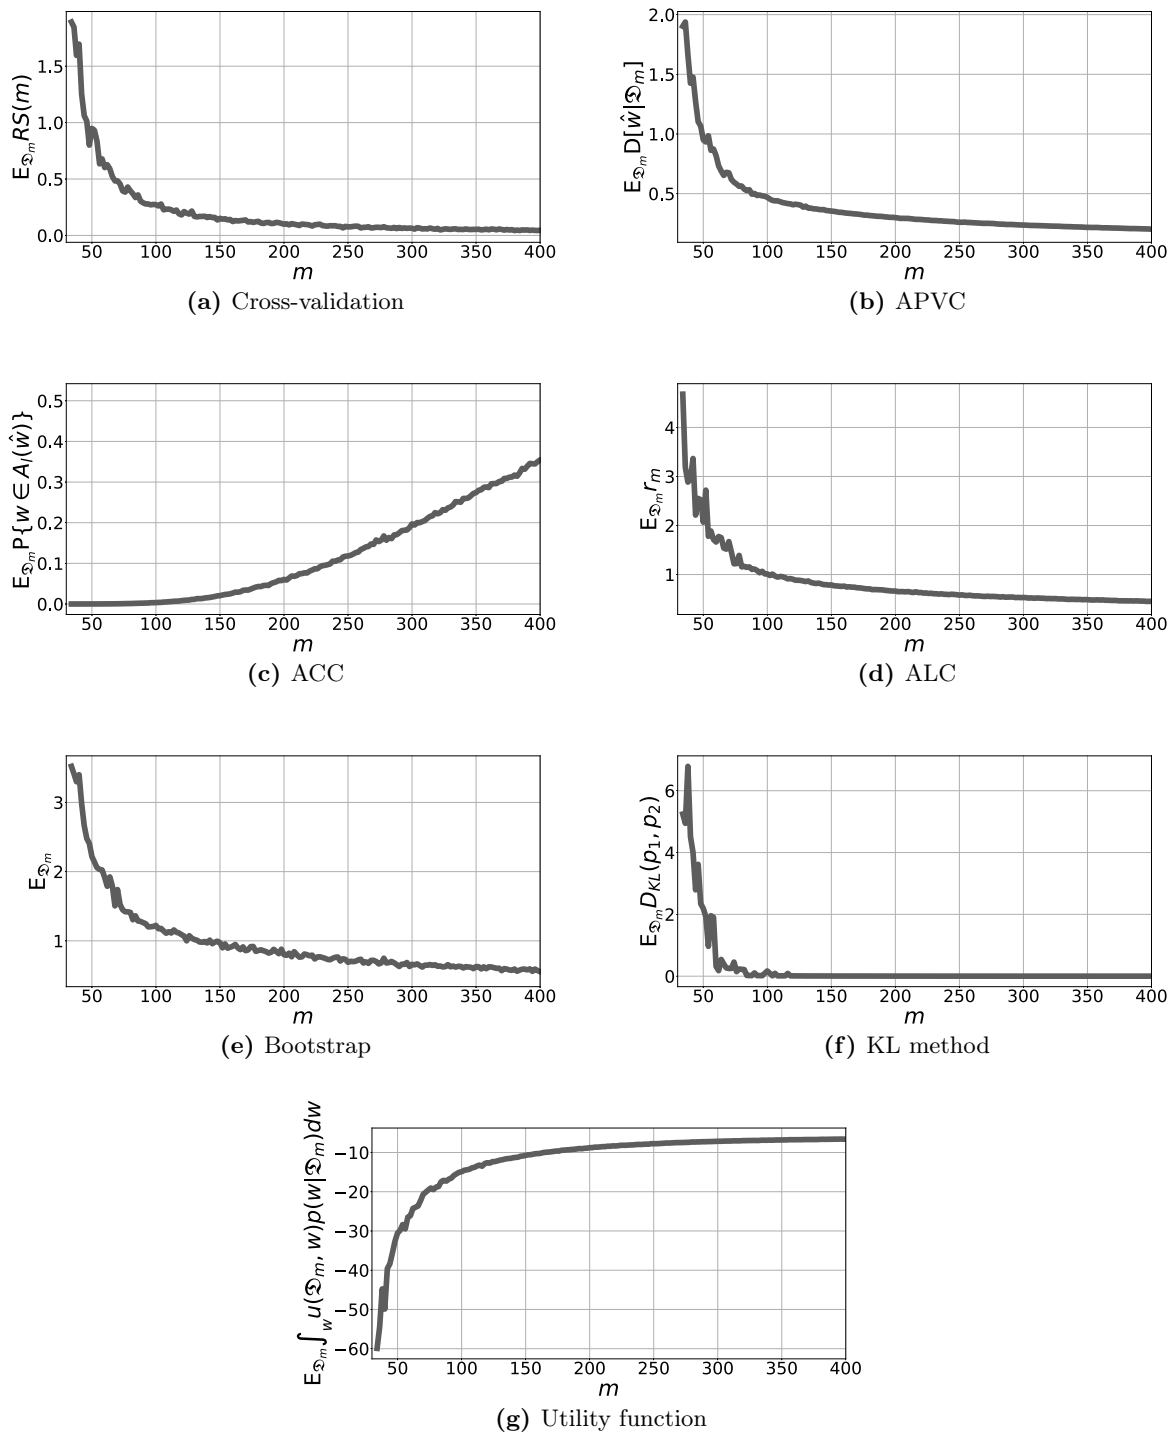 E𝔇m RS(m)
1.5
1.0
0.5
0.0
50 100 150 200 250 300 350 400
m
(a) Cross-validation
E𝔇m D[ŵ|𝔇m]
2.0
1.5
1.0
0.5
50 100 150 200 250 300 350 400
m
(b) APVC
E𝔇m P{w ∈ Al(ŵ)}
0.5
0.4
0.3
0.2
0.1
0.0
50 100 150 200 250 300 350 400
m
(c) ACC
E𝔇m rm
4
3
2
1
50 100 150 200 250 300 350 400
m
(d) ALC
E𝔇m
3
2
1
50 100 150 200 250 300 350 400
m
(e) Bootstrap
E𝔇m DKL(p1, p2)
6
4
2
0
50 100 150 200 250 300 350 400
m
(f) KL method
E𝔇m ∫w u(𝔇m, w)p(w|𝔇m)dw
−10
−20
−30
−40
−50
−60
50 100 150 200 250 300 350 400
m
(g) Utility function